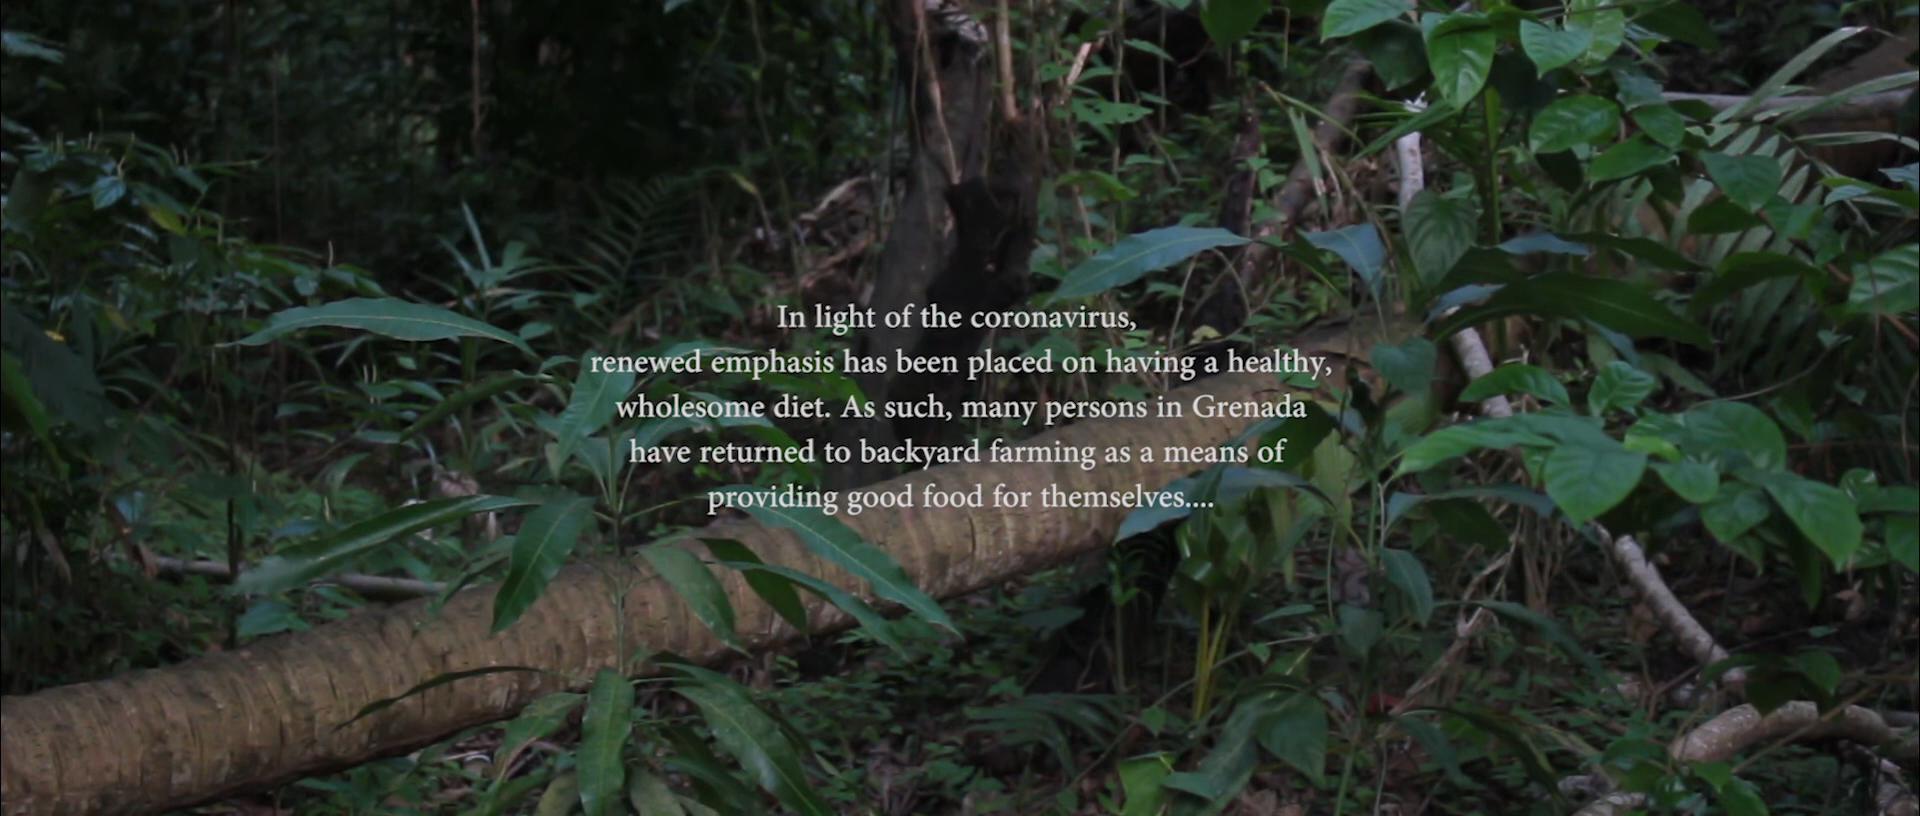 In light of the coronavirus,
renewed emphasis has been placed on having a healthy,
wholesome diet. As such, many persons in Grenada
have returned to backyard farming as a means of
providing good food for themselves....